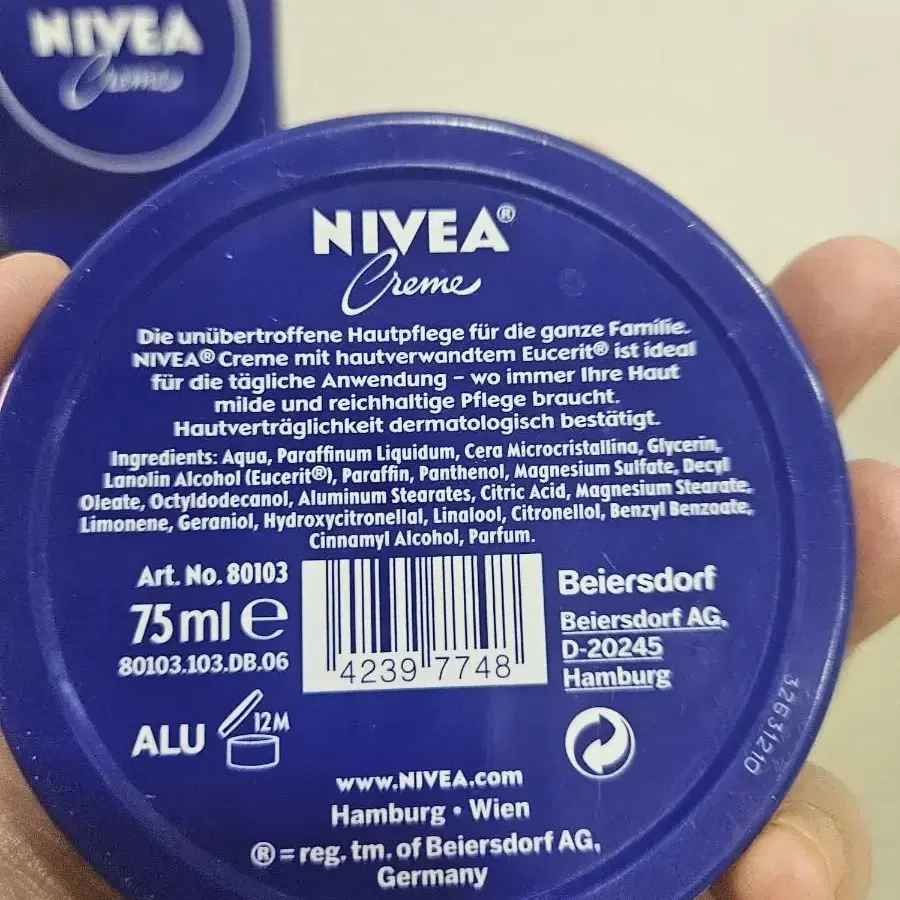 NIVEA
Creme
NIVEA®
Creme
Die unübertroffene Hautpflege für die ganze Familie.
NIVEA® Creme mit hautverwandtem Eucerit® ist ideal
für die tägliche Anwendung – wo immer Ihre Haut
milde und reichhaltige Pflege braucht.
Hautverträglichkeit dermatologisch bestätigt.
Ingredients: Aqua, Paraffinum Liquidum, Cera Microcristallina, Glycerin,
Lanolin Alcohol (Eucerit®), Paraffin, Panthenol, Magnesium Sulfate, Decyl
Oleate, Octyldodecanol, Aluminum Stearates, Citric Acid, Magnesium Stearate,
Limonene, Geraniol, Hydroxycitronellal, Linalool, Citronellol, Benzyl Benzoate,
Cinnamyl Alcohol, Parfum.
Art. No. 80103
75 ml ℮
80103.103.DB.06
4239 7748
Beiersdorf
Beiersdorf AG,
D-20245
Hamburg
ALU
12M
32631210
www.NIVEA.com
Hamburg • Wien
® = reg. tm. of Beiersdorf AG,
Germany